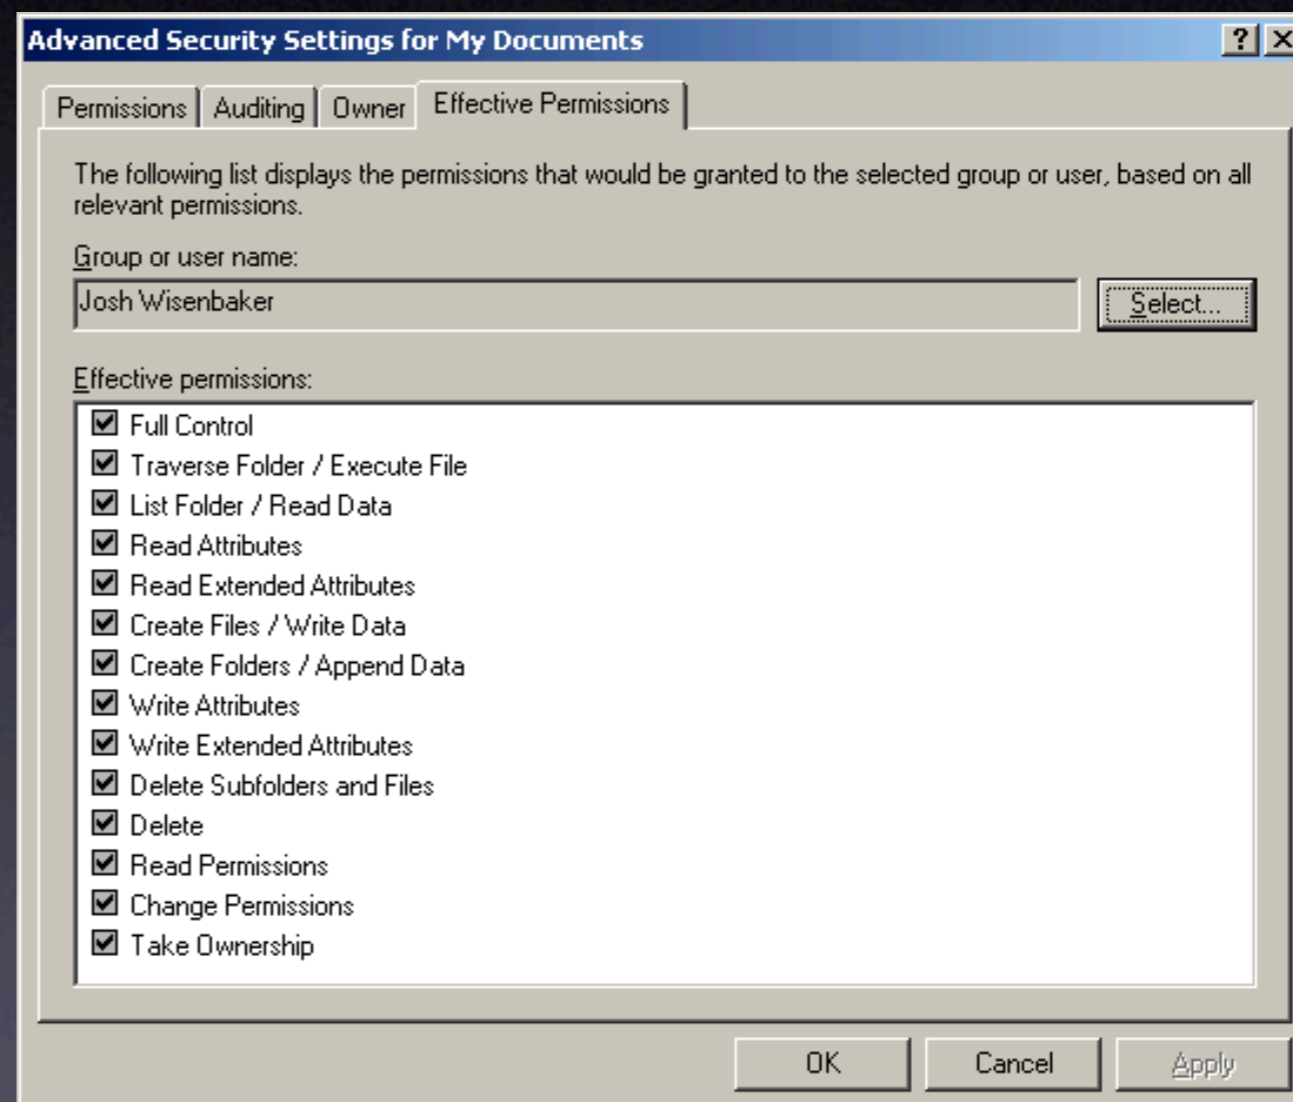 Advanced Security Settings for My Documents
Permissions Auditing Owner Effective Permissions
The following list displays the permissions that would be granted to the selected group or user, based on all
relevant permissions.
Group or user name:
Josh Wisenbaker Select...
Effective permissions:
Full Control
Traverse Folder / Execute File
List Folder / Read Data
Read Attributes
Read Extended Attributes
Create Files / Write Data
Create Folders / Append Data
Write Attributes
Write Extended Attributes
Delete Subfolders and Files
Delete
Read Permissions
Change Permissions
Take Ownership
OK Cancel Apply